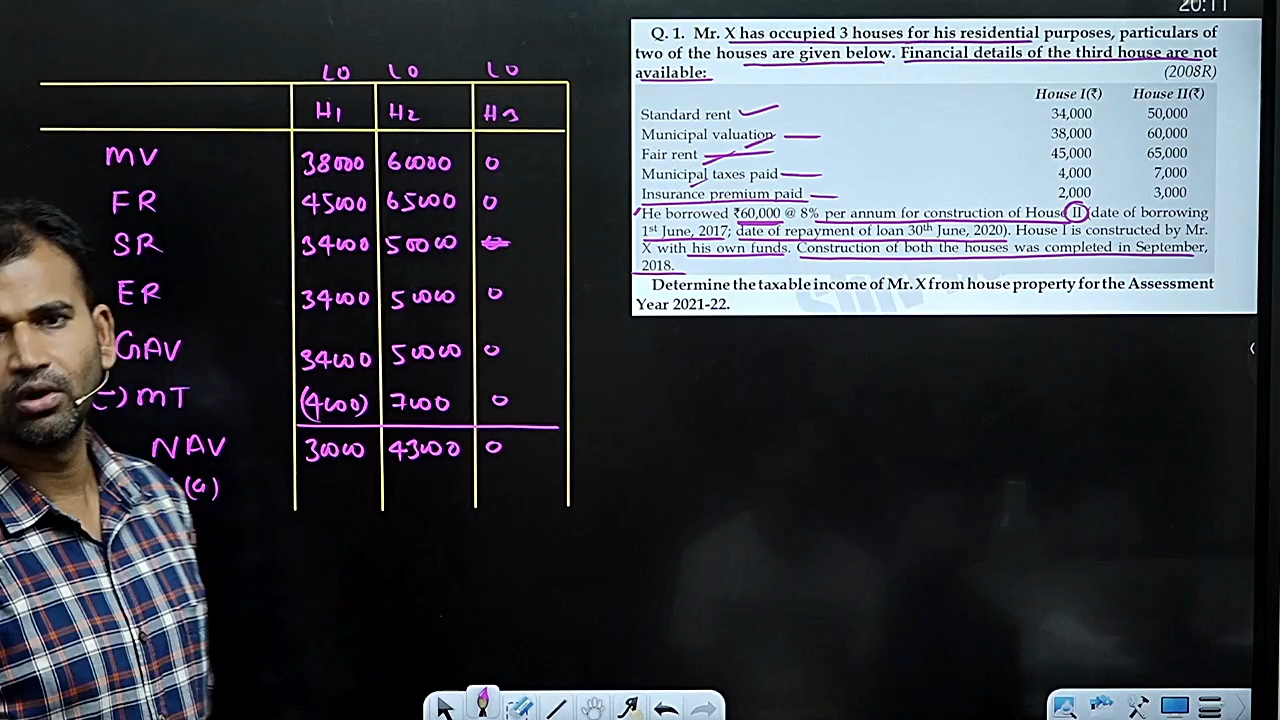 20:11
LO LO LO
H1 H2 H3
MV 38000 60000 0
FR 45000 65000 0
SR 34000 50000
ER 34000 50000 0
GAV 34000 50000 0
(-) MT (4000) 7000 0
NAV 30000 43000 0
(a)
Q. 1. Mr. X has occupied 3 houses for his residential purposes, particulars of
two of the houses are given below. Financial details of the third house are not
available: (2008R)
House I(₹) House II(₹)
Standard rent 34,000 50,000
Municipal valuation 38,000 60,000
Fair rent 45,000 65,000
Municipal taxes paid 4,000 7,000
Insurance premium paid 2,000 3,000
He borrowed ₹60,000 @ 8% per annum for construction of House II (date of borrowing
1st June, 2017; date of repayment of loan 30th June, 2020). House I is constructed by Mr.
X with his own funds. Construction of both the houses was completed in September,
2018.
Determine the taxable income of Mr. X from house property for the Assessment
Year 2021-22.